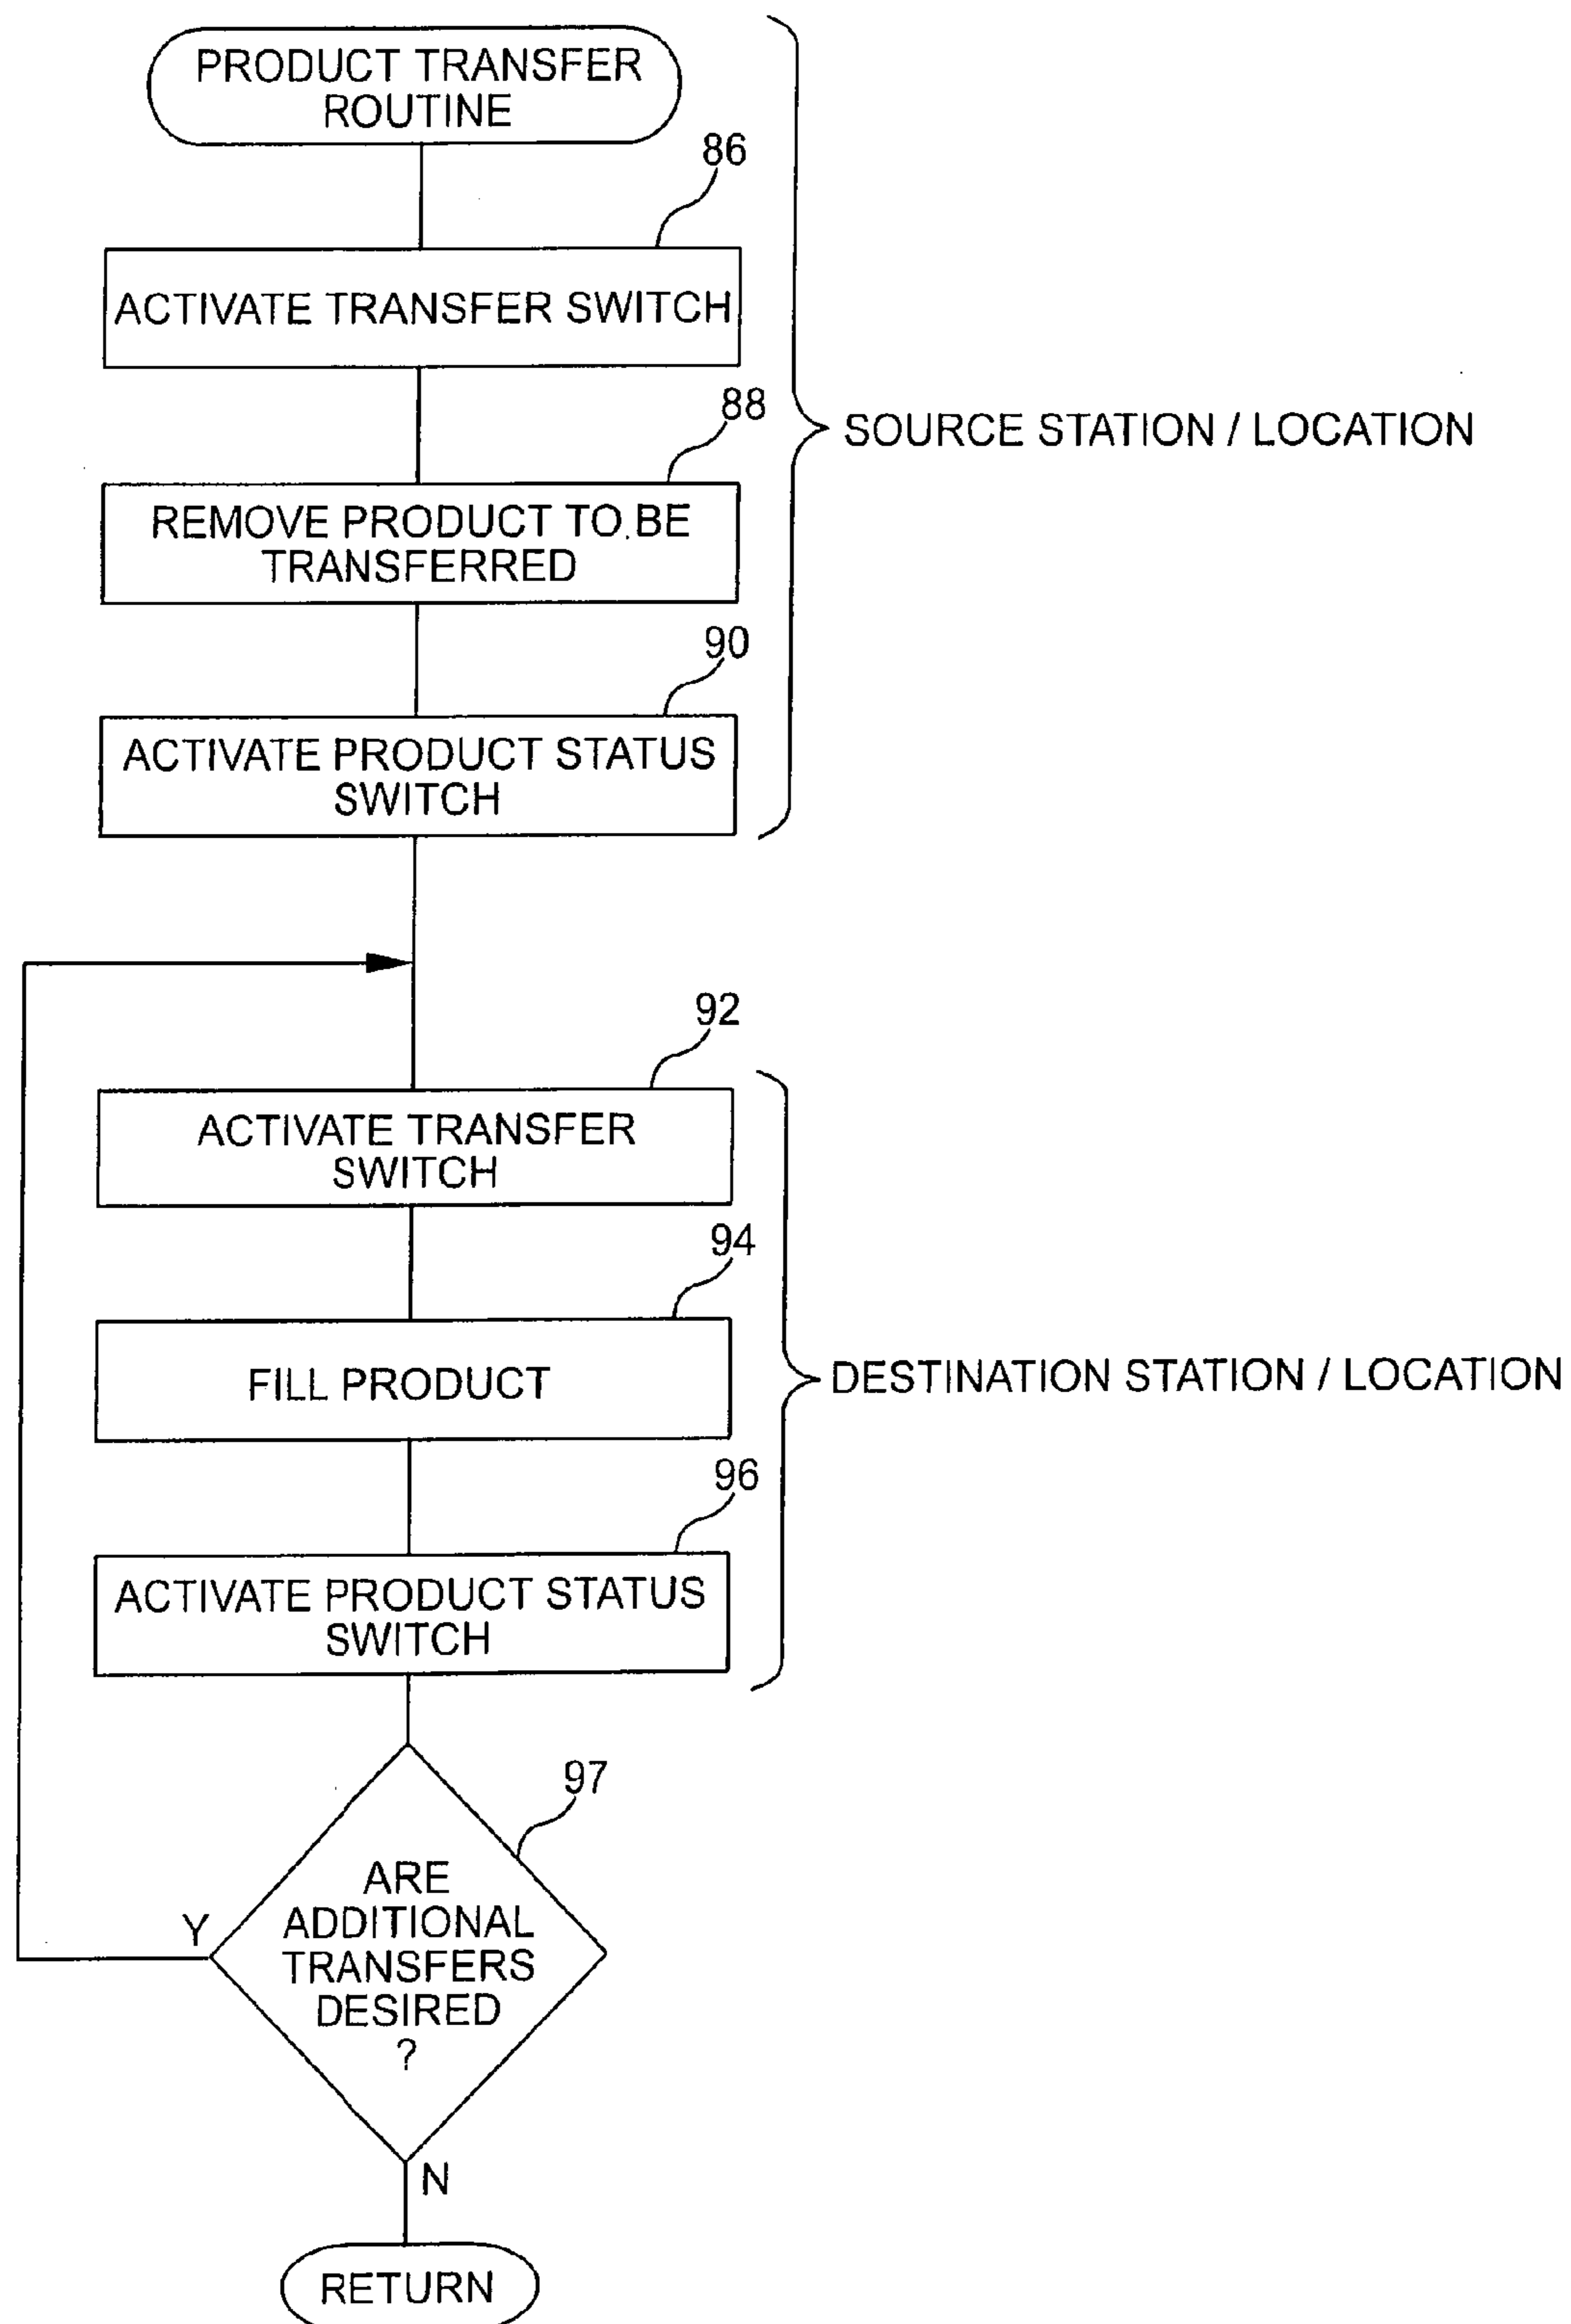 PRODUCT TRANSFER
ROUTINE
86
ACTIVATE TRANSFER SWITCH
88
REMOVE PRODUCT TO BE
TRANSFERRED
SOURCE STATION / LOCATION
90
ACTIVATE PRODUCT STATUS
SWITCH
92
ACTIVATE TRANSFER
SWITCH
94
FILL PRODUCT
DESTINATION STATION / LOCATION
96
ACTIVATE PRODUCT STATUS
SWITCH
97
ARE
ADDITIONAL
TRANSFERS
DESIRED
?
Y
N
RETURN